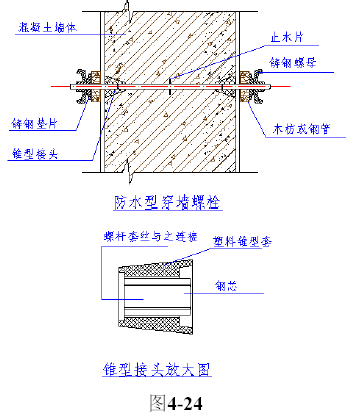 混凝土墙体
止水片
铸钢螺母
铸钢垫片
锥型接头
木枋或钢管
防水型穿墙螺栓
螺杆套丝与之连接
塑料锥型套
钢芯
锥型接头放大图
图4-24